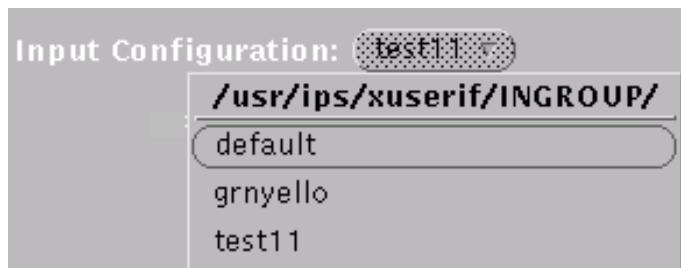 Input Configuration: test11
/usr/ips/xuserif/INGROUP/
default
grnyello
test11